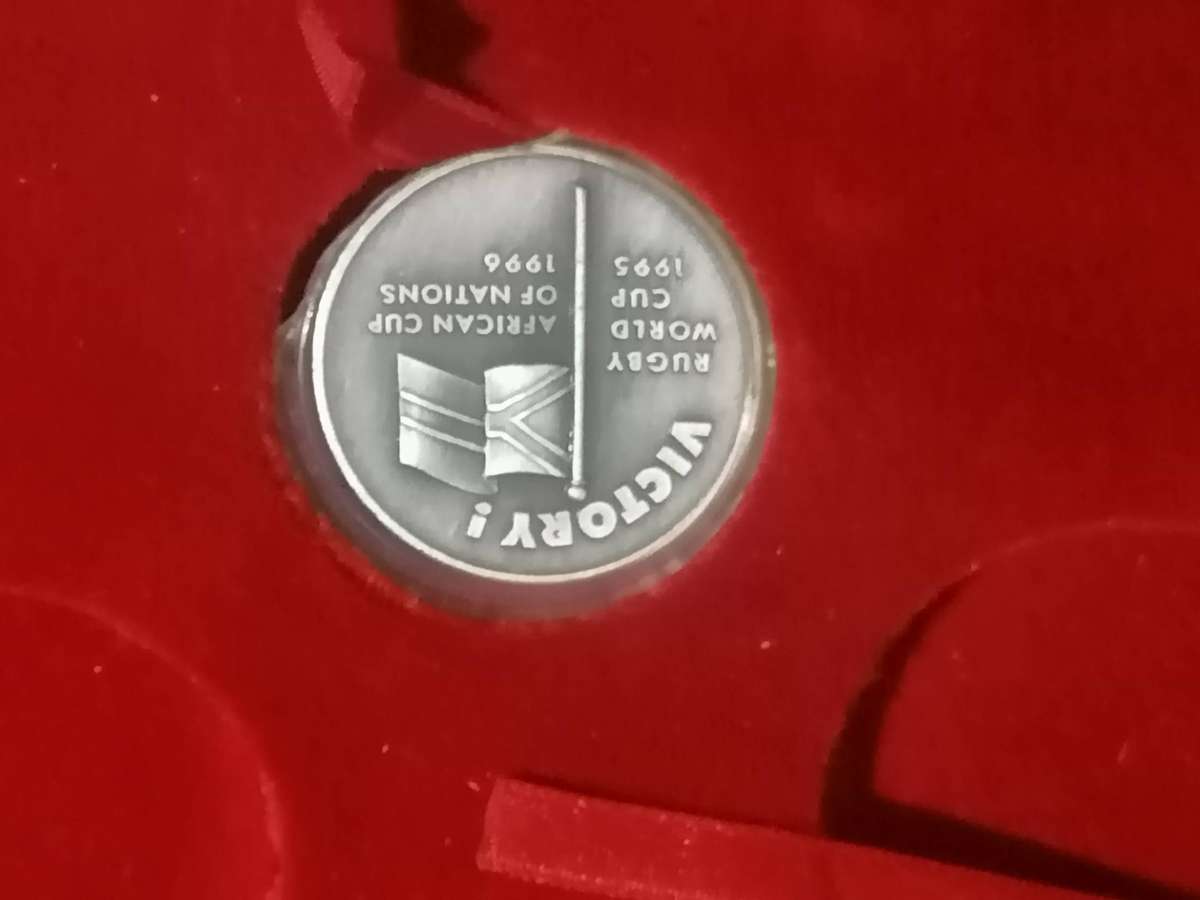 VICTORY!
RUGBY
WORLD
CUP
1995
AFRICAN CUP
OF NATIONS
1996